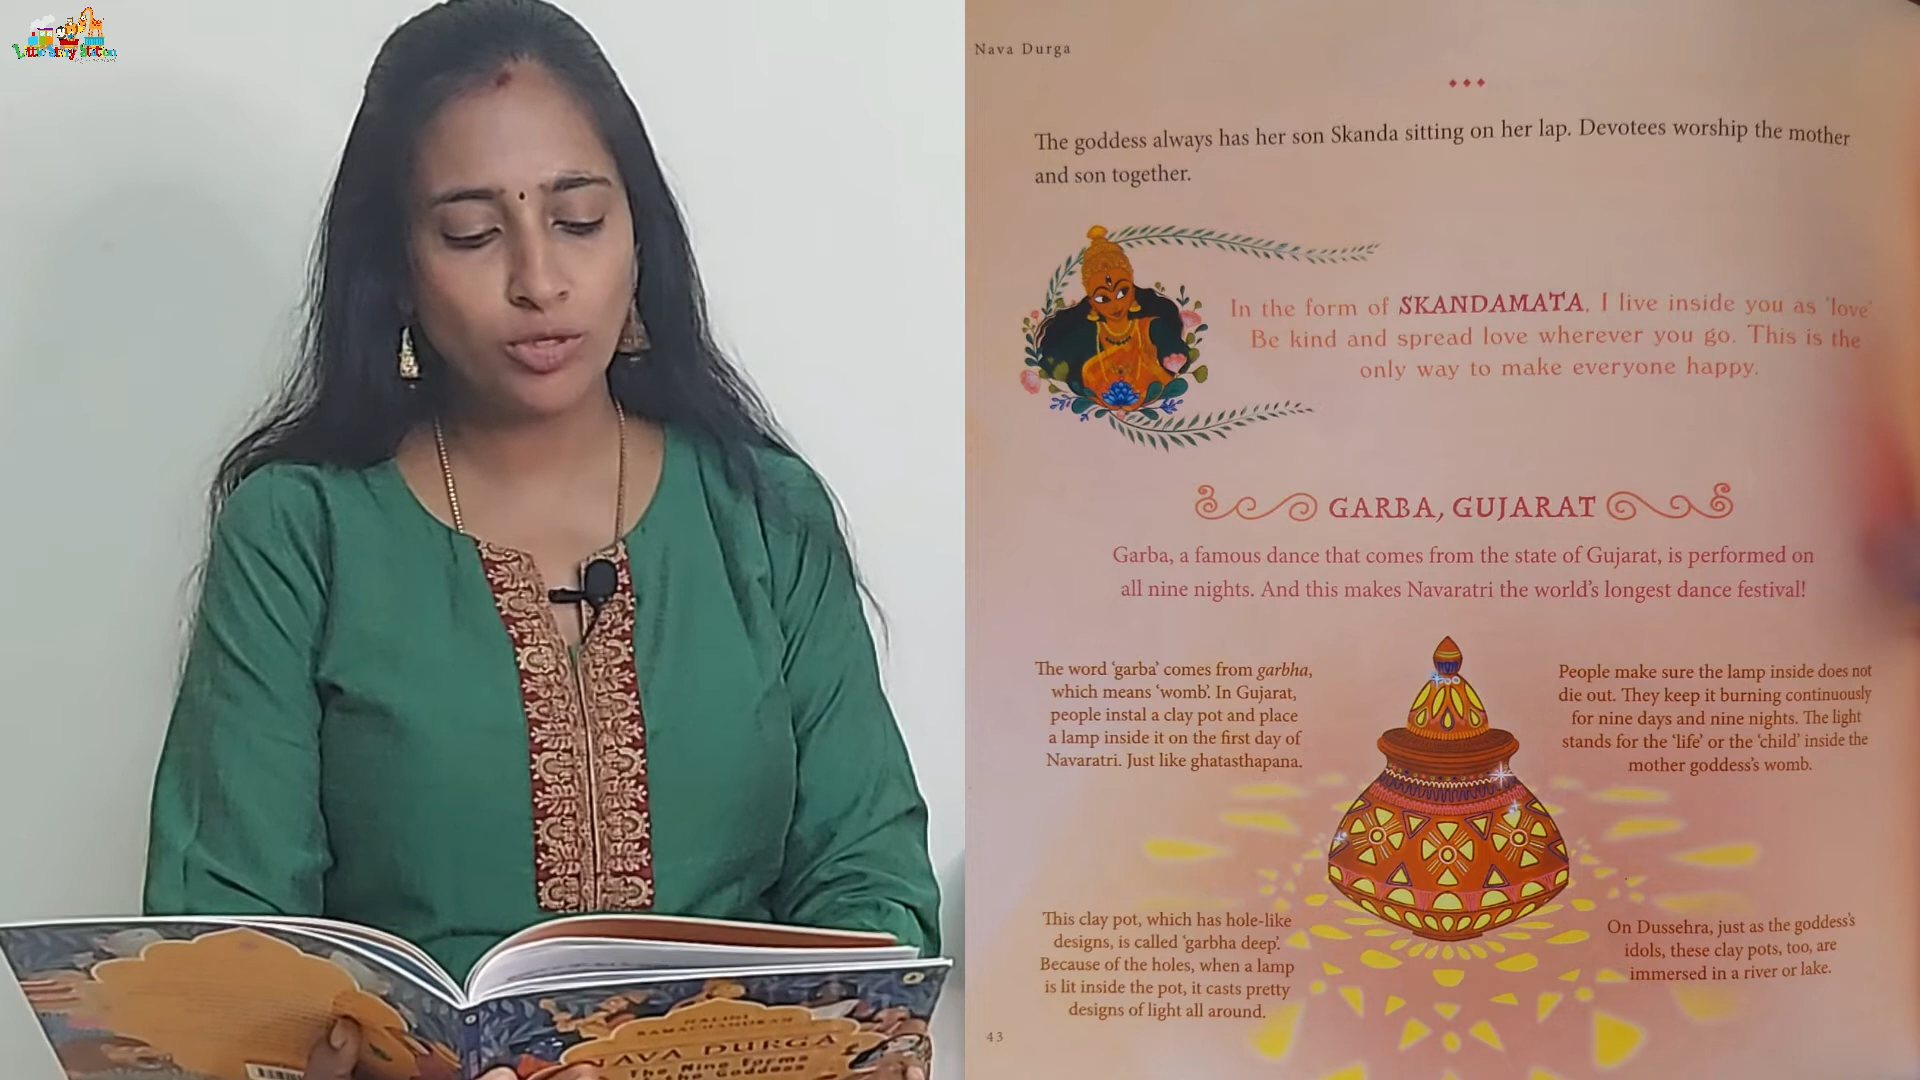 Little Story Station
Nava Durga
The goddess always has her son Skanda sitting on her lap. Devotees worship the mother
and son together.
In the form of SKANDAMATA, I live inside you as 'love'
Be kind and spread love wherever you go. This is the
only way to make everyone happy.
GARBA, GUJARAT
Garba, a famous dance that comes from the state of Gujarat, is performed on
all nine nights. And this makes Navaratri the world's longest dance festival!
The word 'garba' comes from garbha,
which means 'womb'. In Gujarat,
people instal a clay pot and place
a lamp inside it on the first day of
Navaratri. Just like ghatasthapana.
People make sure the lamp inside does not
die out. They keep it burning continuously
for nine days and nine nights. The light
stands for the 'life' or the 'child' inside the
mother goddess's womb.
This clay pot, which has hole-like
designs, is called 'garbha deep'.
Because of the holes, when a lamp
is lit inside the pot, it casts pretty
designs of light all around.
On Dussehra, just as the goddess's
idols, these clay pots, too, are
immersed in a river or lake.
43
RAMACHANDRAN
NAVA DURGA
The Nine Forms
the Goddess